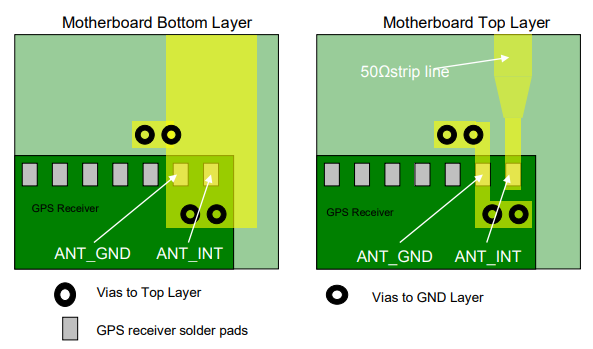 Motherboard Bottom Layer
Motherboard Top Layer
50Ωstrip line
GPS Receiver
GPS Receiver
ANT_GND
ANT_INT
ANT_GND
ANT_INT
Vias to Top Layer
Vias to GND Layer
GPS receiver solder pads